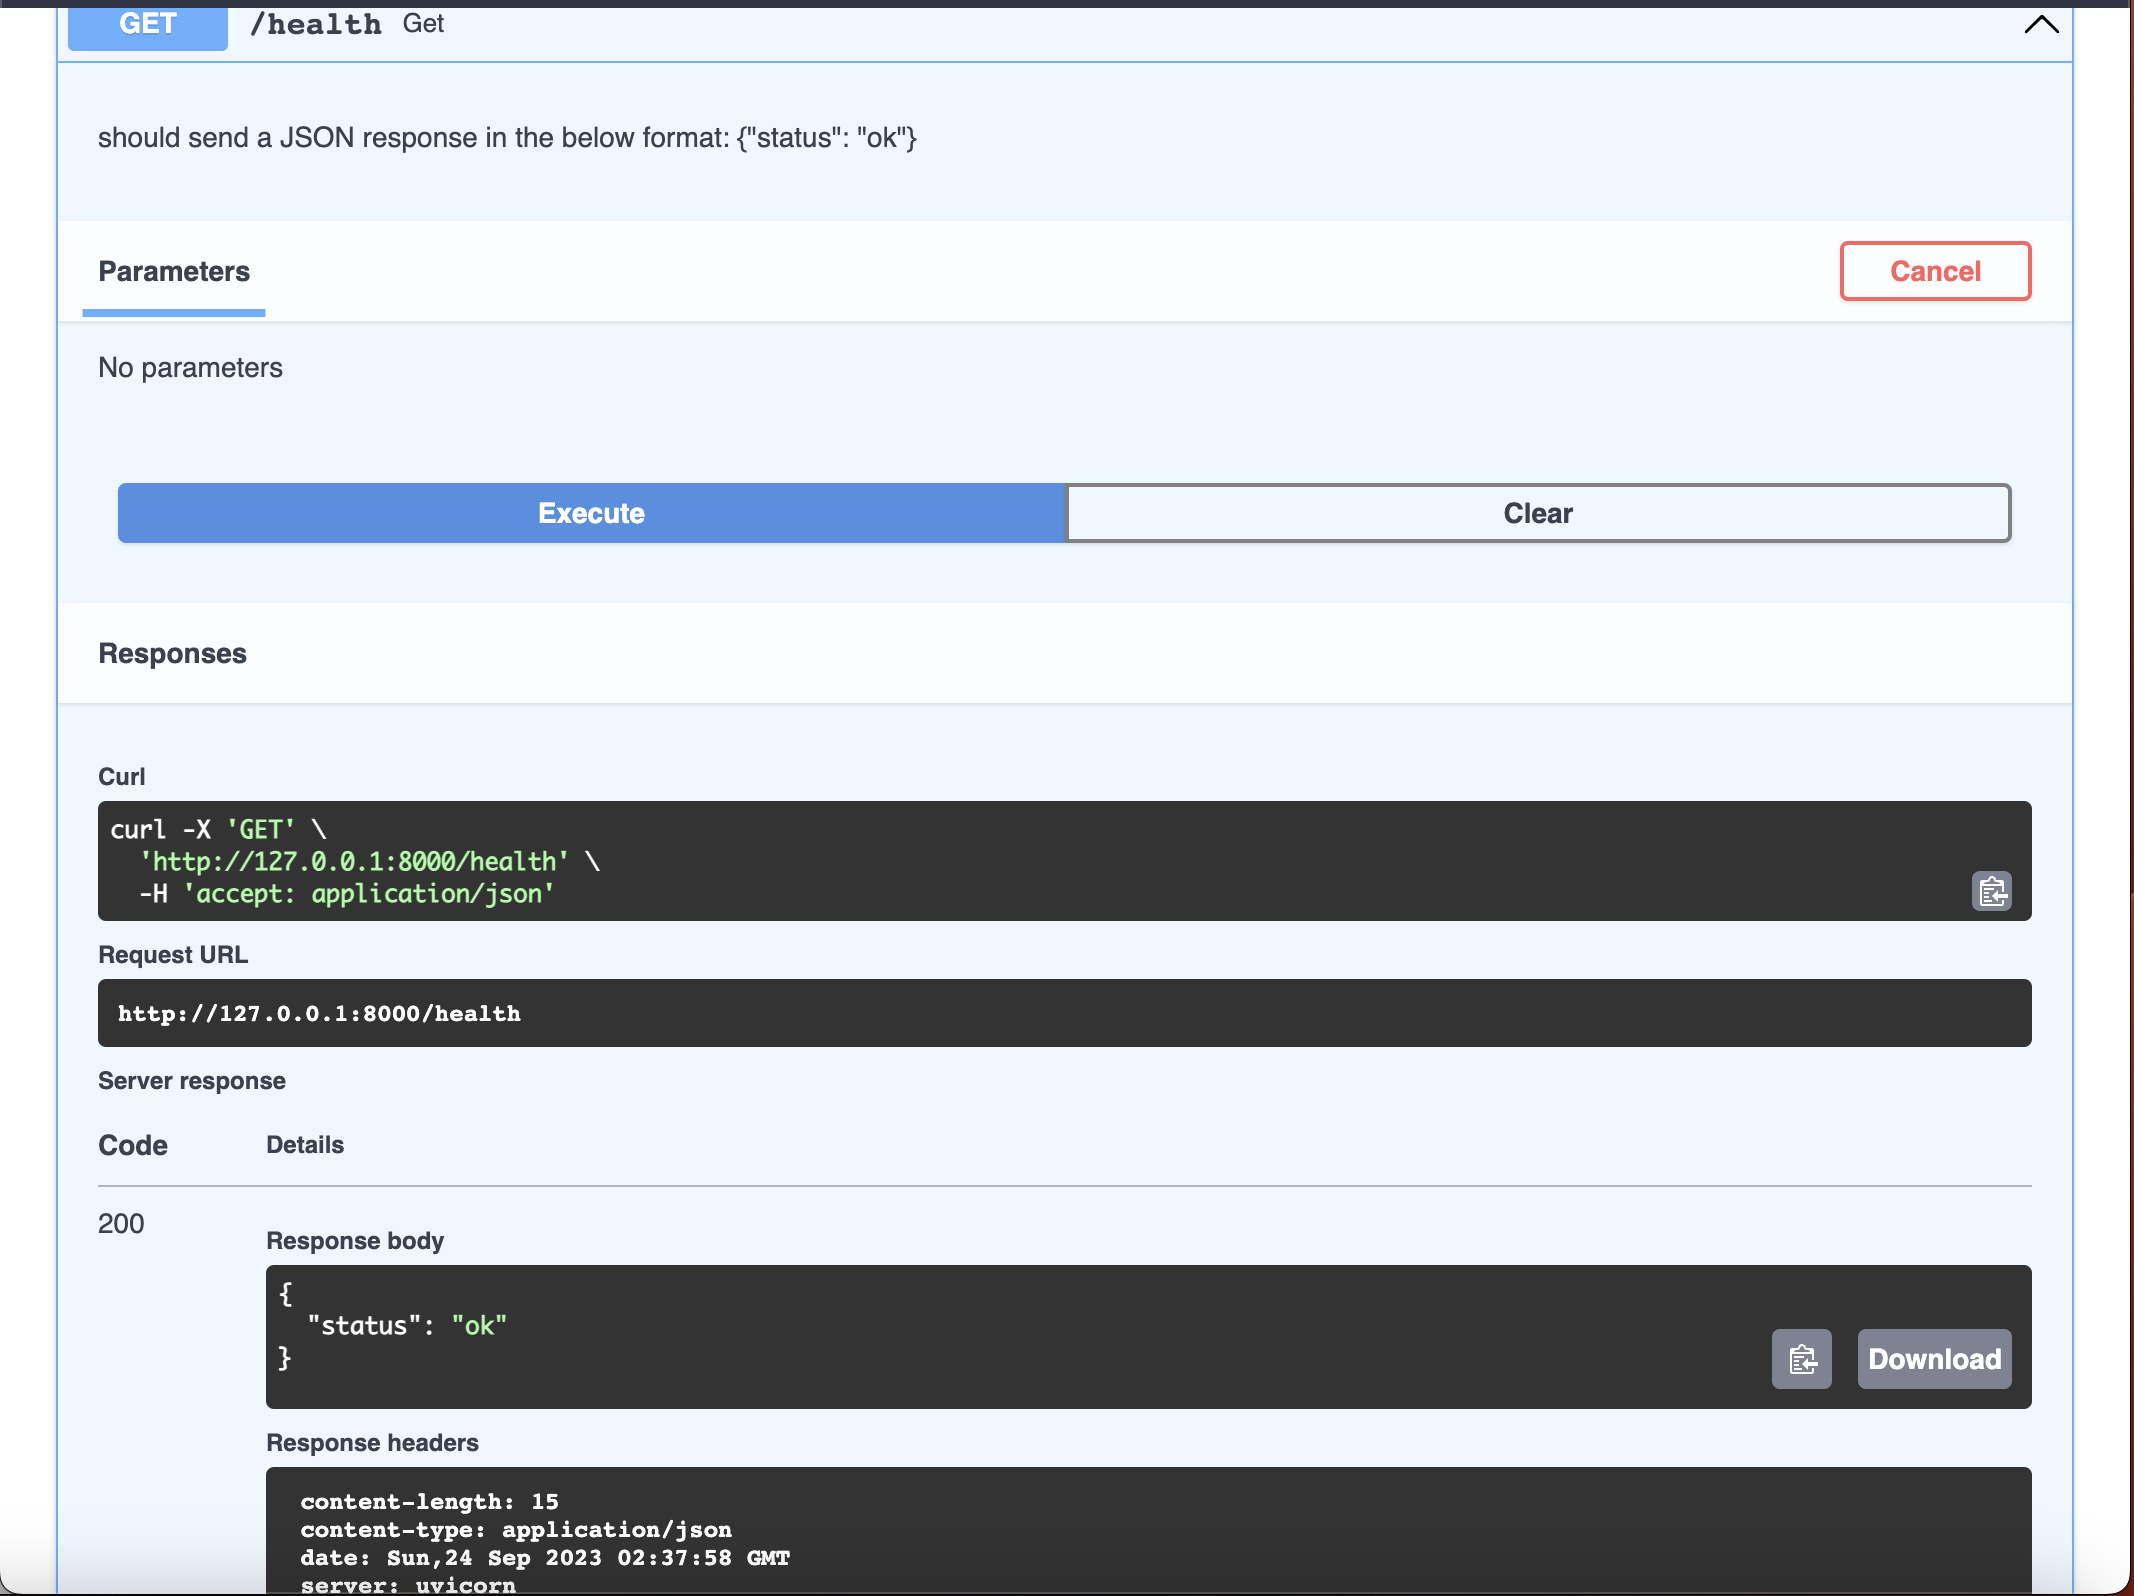 GET /health Get
should send a JSON response in the below format: {"status": "ok"}
Parameters
Cancel
No parameters
Execute
Clear
Responses
Curl
curl -X 'GET' \
  'http://127.0.0.1:8000/health' \
  -H 'accept: application/json'
Request URL
http://127.0.0.1:8000/health
Server response
Code Details
200
Response body
{
  "status": "ok"
}
Download
Response headers
content-length: 15
content-type: application/json
date: Sun,24 Sep 2023 02:37:58 GMT
server: uvicorn